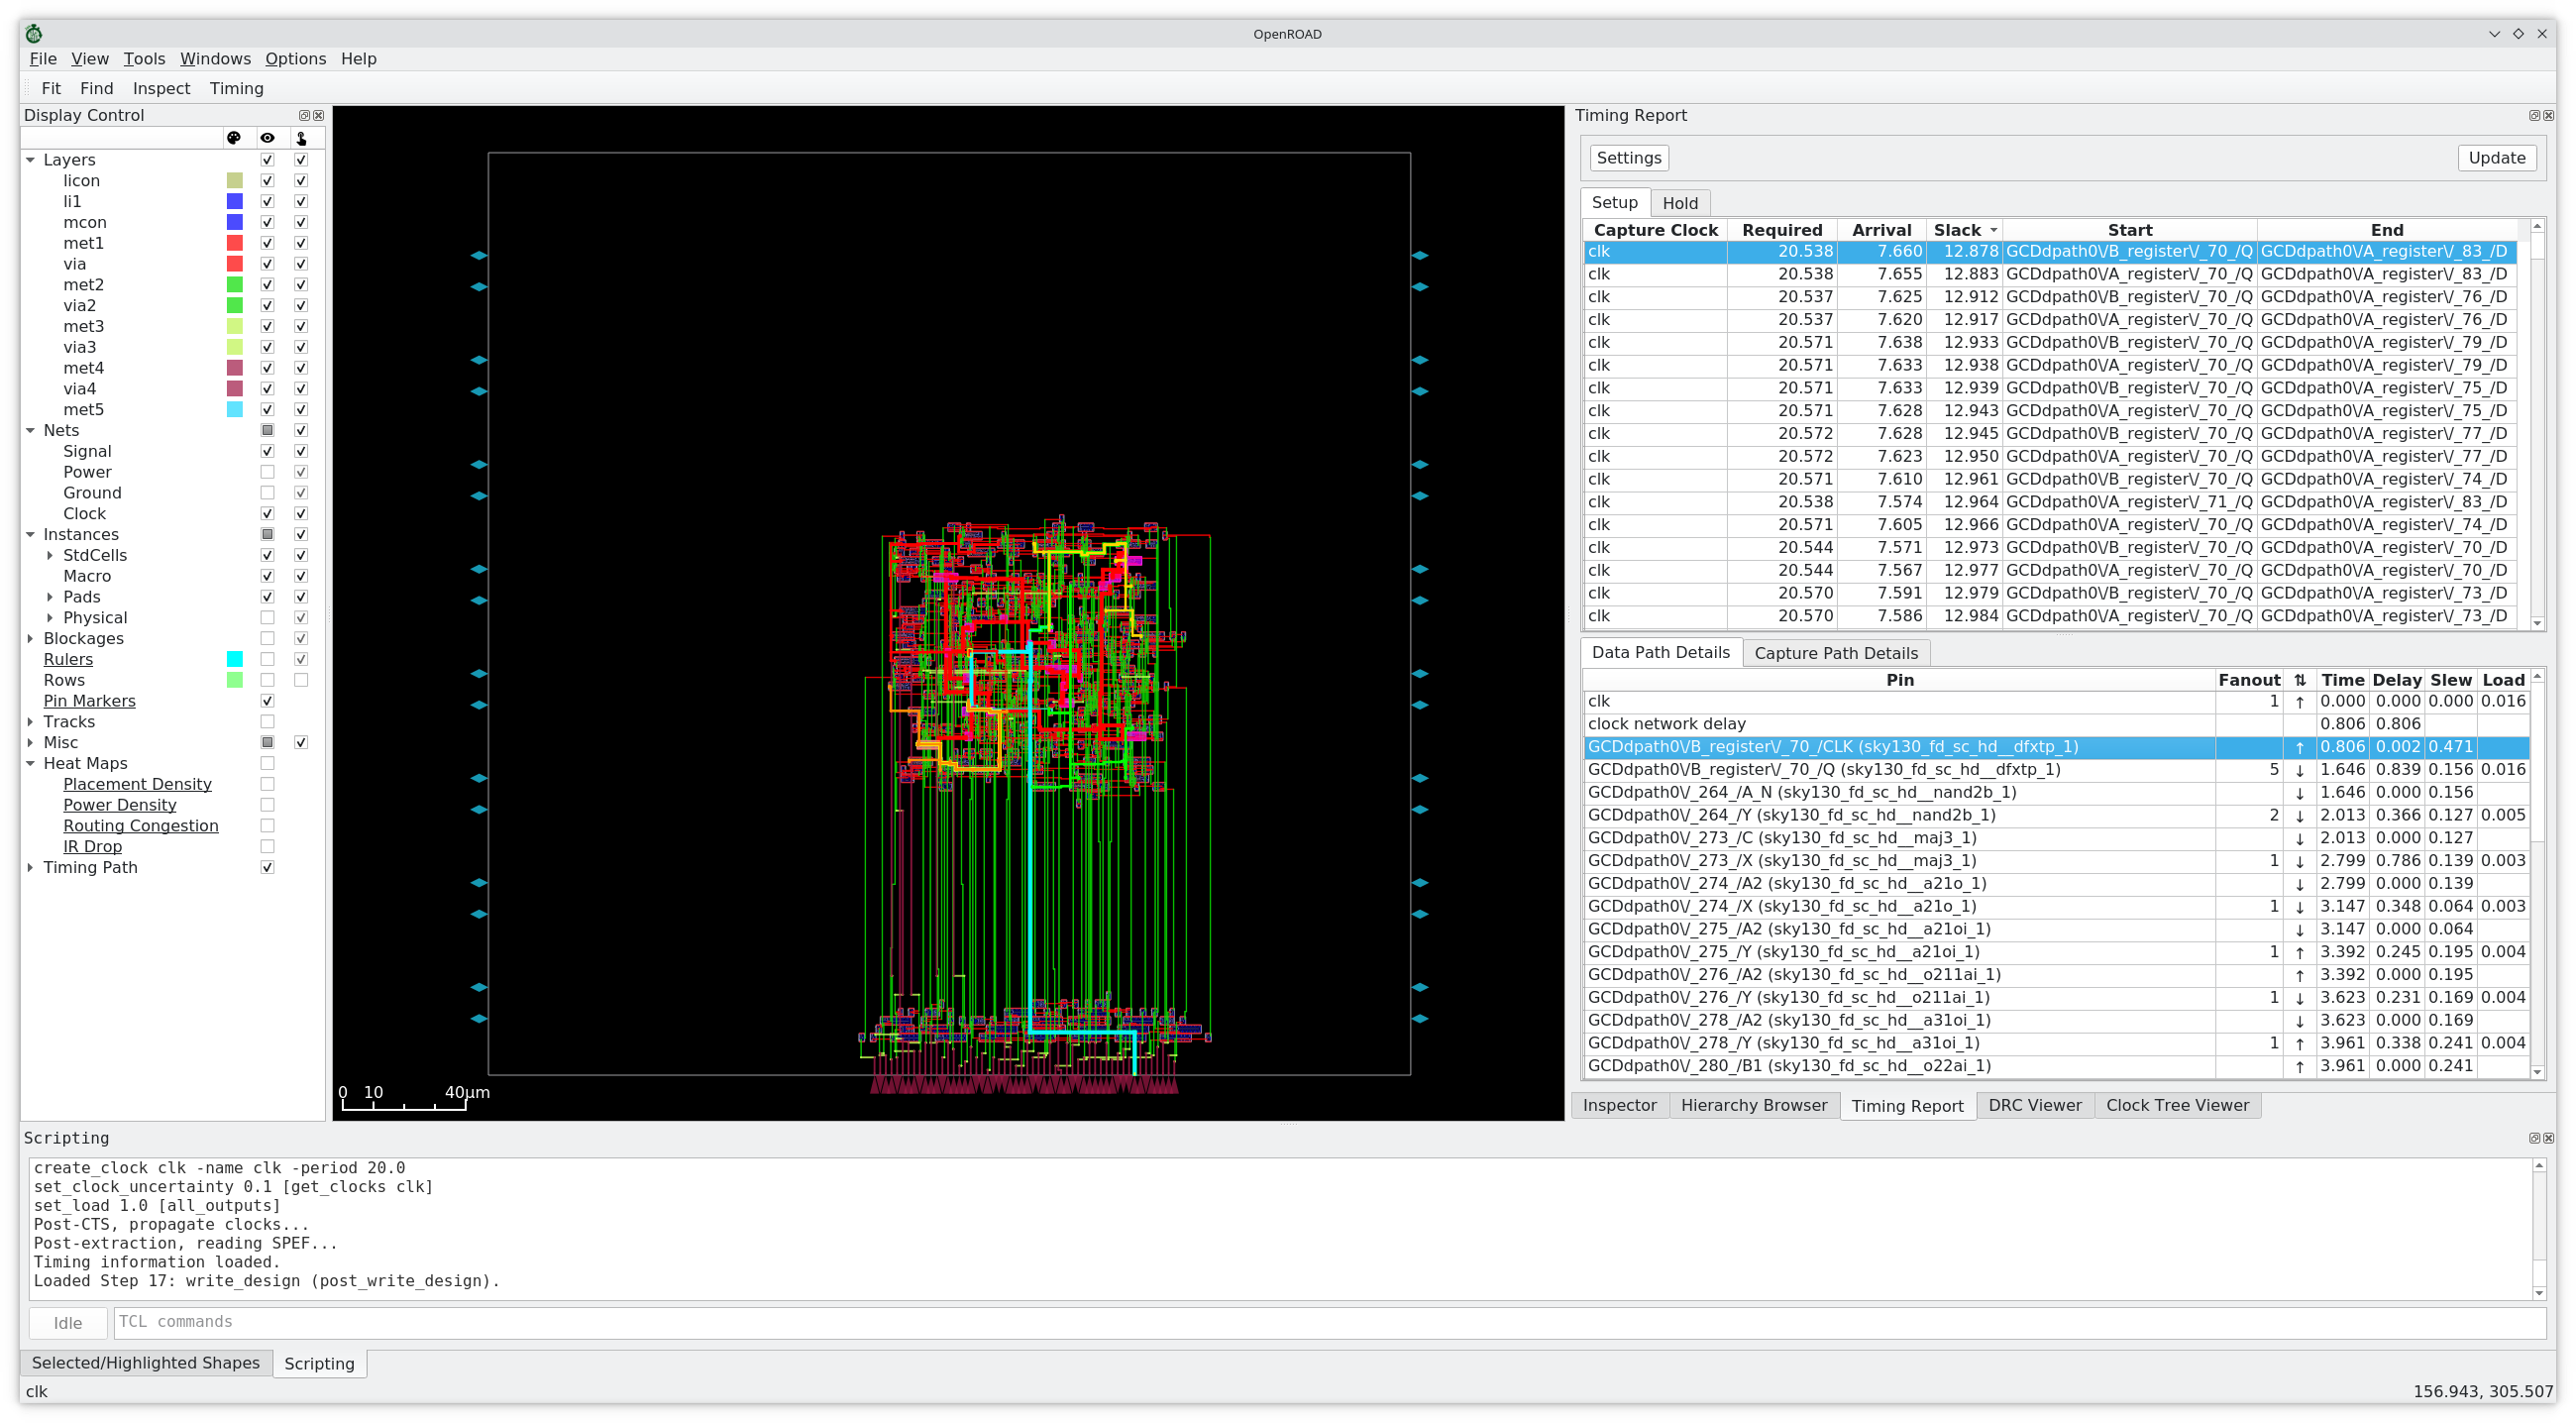 OpenROAD
File View Tools Windows Options Help
Fit Find Inspect Timing
Display Control
Layers
licon
li1
mcon
met1
via
met2
via2
met3
via3
met4
via4
met5
Nets
Signal
Power
Ground
Clock
Instances
StdCells
Macro
Pads
Physical
Blockages
Rulers
Rows
Pin Markers
Tracks
Misc
Heat Maps
Placement Density
Power Density
Routing Congestion
IR Drop
Timing Path
0 10 40μm
Timing Report
Settings Update
Setup Hold
Capture Clock Required Arrival Slack Start End
clk 20.538 7.660 12.878 GCDdpath0\/B_register\/_70_/Q GCDdpath0\/A_register\/_83_/D
clk 20.538 7.655 12.883 GCDdpath0\/A_register\/_70_/Q GCDdpath0\/A_register\/_83_/D
clk 20.537 7.625 12.912 GCDdpath0\/B_register\/_70_/Q GCDdpath0\/A_register\/_76_/D
clk 20.537 7.620 12.917 GCDdpath0\/A_register\/_70_/Q GCDdpath0\/A_register\/_76_/D
clk 20.571 7.638 12.933 GCDdpath0\/B_register\/_70_/Q GCDdpath0\/A_register\/_79_/D
clk 20.571 7.633 12.938 GCDdpath0\/A_register\/_70_/Q GCDdpath0\/A_register\/_79_/D
clk 20.571 7.633 12.939 GCDdpath0\/B_register\/_70_/Q GCDdpath0\/A_register\/_75_/D
clk 20.571 7.628 12.943 GCDdpath0\/A_register\/_70_/Q GCDdpath0\/A_register\/_75_/D
clk 20.572 7.628 12.945 GCDdpath0\/B_register\/_70_/Q GCDdpath0\/A_register\/_77_/D
clk 20.572 7.623 12.950 GCDdpath0\/A_register\/_70_/Q GCDdpath0\/A_register\/_77_/D
clk 20.571 7.610 12.961 GCDdpath0\/B_register\/_70_/Q GCDdpath0\/A_register\/_74_/D
clk 20.538 7.574 12.964 GCDdpath0\/A_register\/_71_/Q GCDdpath0\/A_register\/_83_/D
clk 20.571 7.605 12.966 GCDdpath0\/A_register\/_70_/Q GCDdpath0\/A_register\/_74_/D
clk 20.544 7.571 12.973 GCDdpath0\/B_register\/_70_/Q GCDdpath0\/A_register\/_70_/D
clk 20.544 7.567 12.977 GCDdpath0\/A_register\/_70_/Q GCDdpath0\/A_register\/_70_/D
clk 20.570 7.591 12.979 GCDdpath0\/B_register\/_70_/Q GCDdpath0\/A_register\/_73_/D
clk 20.570 7.586 12.984 GCDdpath0\/A_register\/_70_/Q GCDdpath0\/A_register\/_73_/D
Data Path Details Capture Path Details
Pin Fanout ⇅ Time Delay Slew Load
clk 1 ↑ 0.000 0.000 0.000 0.016
clock network delay 0.806 0.806
GCDdpath0\/B_register\/_70_/CLK (sky130_fd_sc_hd__dfxtp_1) ↑ 0.806 0.002 0.471
GCDdpath0\/B_register\/_70_/Q (sky130_fd_sc_hd__dfxtp_1) 5 ↓ 1.646 0.839 0.156 0.016
GCDdpath0\/_264_/A_N (sky130_fd_sc_hd__nand2b_1) ↓ 1.646 0.000 0.156
GCDdpath0\/_264_/Y (sky130_fd_sc_hd__nand2b_1) 2 ↓ 2.013 0.366 0.127 0.005
GCDdpath0\/_273_/C (sky130_fd_sc_hd__maj3_1) ↓ 2.013 0.000 0.127
GCDdpath0\/_273_/X (sky130_fd_sc_hd__maj3_1) 1 ↓ 2.799 0.786 0.139 0.003
GCDdpath0\/_274_/A2 (sky130_fd_sc_hd__a21o_1) ↓ 2.799 0.000 0.139
GCDdpath0\/_274_/X (sky130_fd_sc_hd__a21o_1) 1 ↓ 3.147 0.348 0.064 0.003
GCDdpath0\/_275_/A2 (sky130_fd_sc_hd__a21oi_1) ↓ 3.147 0.000 0.064
GCDdpath0\/_275_/Y (sky130_fd_sc_hd__a21oi_1) 1 ↑ 3.392 0.245 0.195 0.004
GCDdpath0\/_276_/A2 (sky130_fd_sc_hd__o211ai_1) ↑ 3.392 0.000 0.195
GCDdpath0\/_276_/Y (sky130_fd_sc_hd__o211ai_1) 1 ↓ 3.623 0.231 0.169 0.004
GCDdpath0\/_278_/A2 (sky130_fd_sc_hd__a31oi_1) ↓ 3.623 0.000 0.169
GCDdpath0\/_278_/Y (sky130_fd_sc_hd__a31oi_1) 1 ↑ 3.961 0.338 0.241 0.004
GCDdpath0\/_280_/B1 (sky130_fd_sc_hd__o22ai_1) ↑ 3.961 0.000 0.241
Inspector Hierarchy Browser Timing Report DRC Viewer Clock Tree Viewer
Scripting
create_clock clk -name clk -period 20.0
set_clock_uncertainty 0.1 [get_clocks clk]
set_load 1.0 [all_outputs]
Post-CTS, propagate clocks...
Post-extraction, reading SPEF...
Timing information loaded.
Loaded Step 17: write_design (post_write_design).
Idle TCL commands
Selected/Highlighted Shapes Scripting
clk 156.943, 305.507